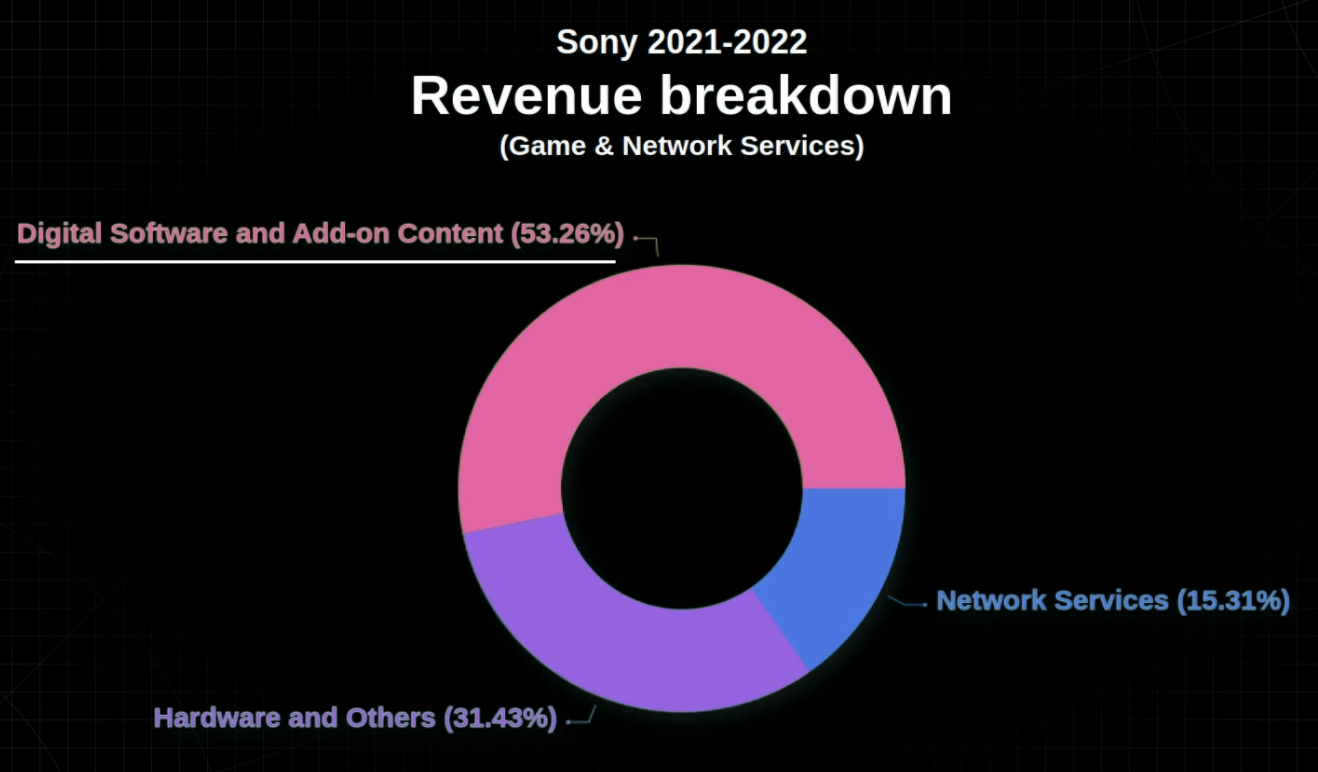 Sony 2021-2022
Revenue breakdown
(Game & Network Services)
Digital Software and Add-on Content (53.26%)
Network Services (15.31%)
Hardware and Others (31.43%)